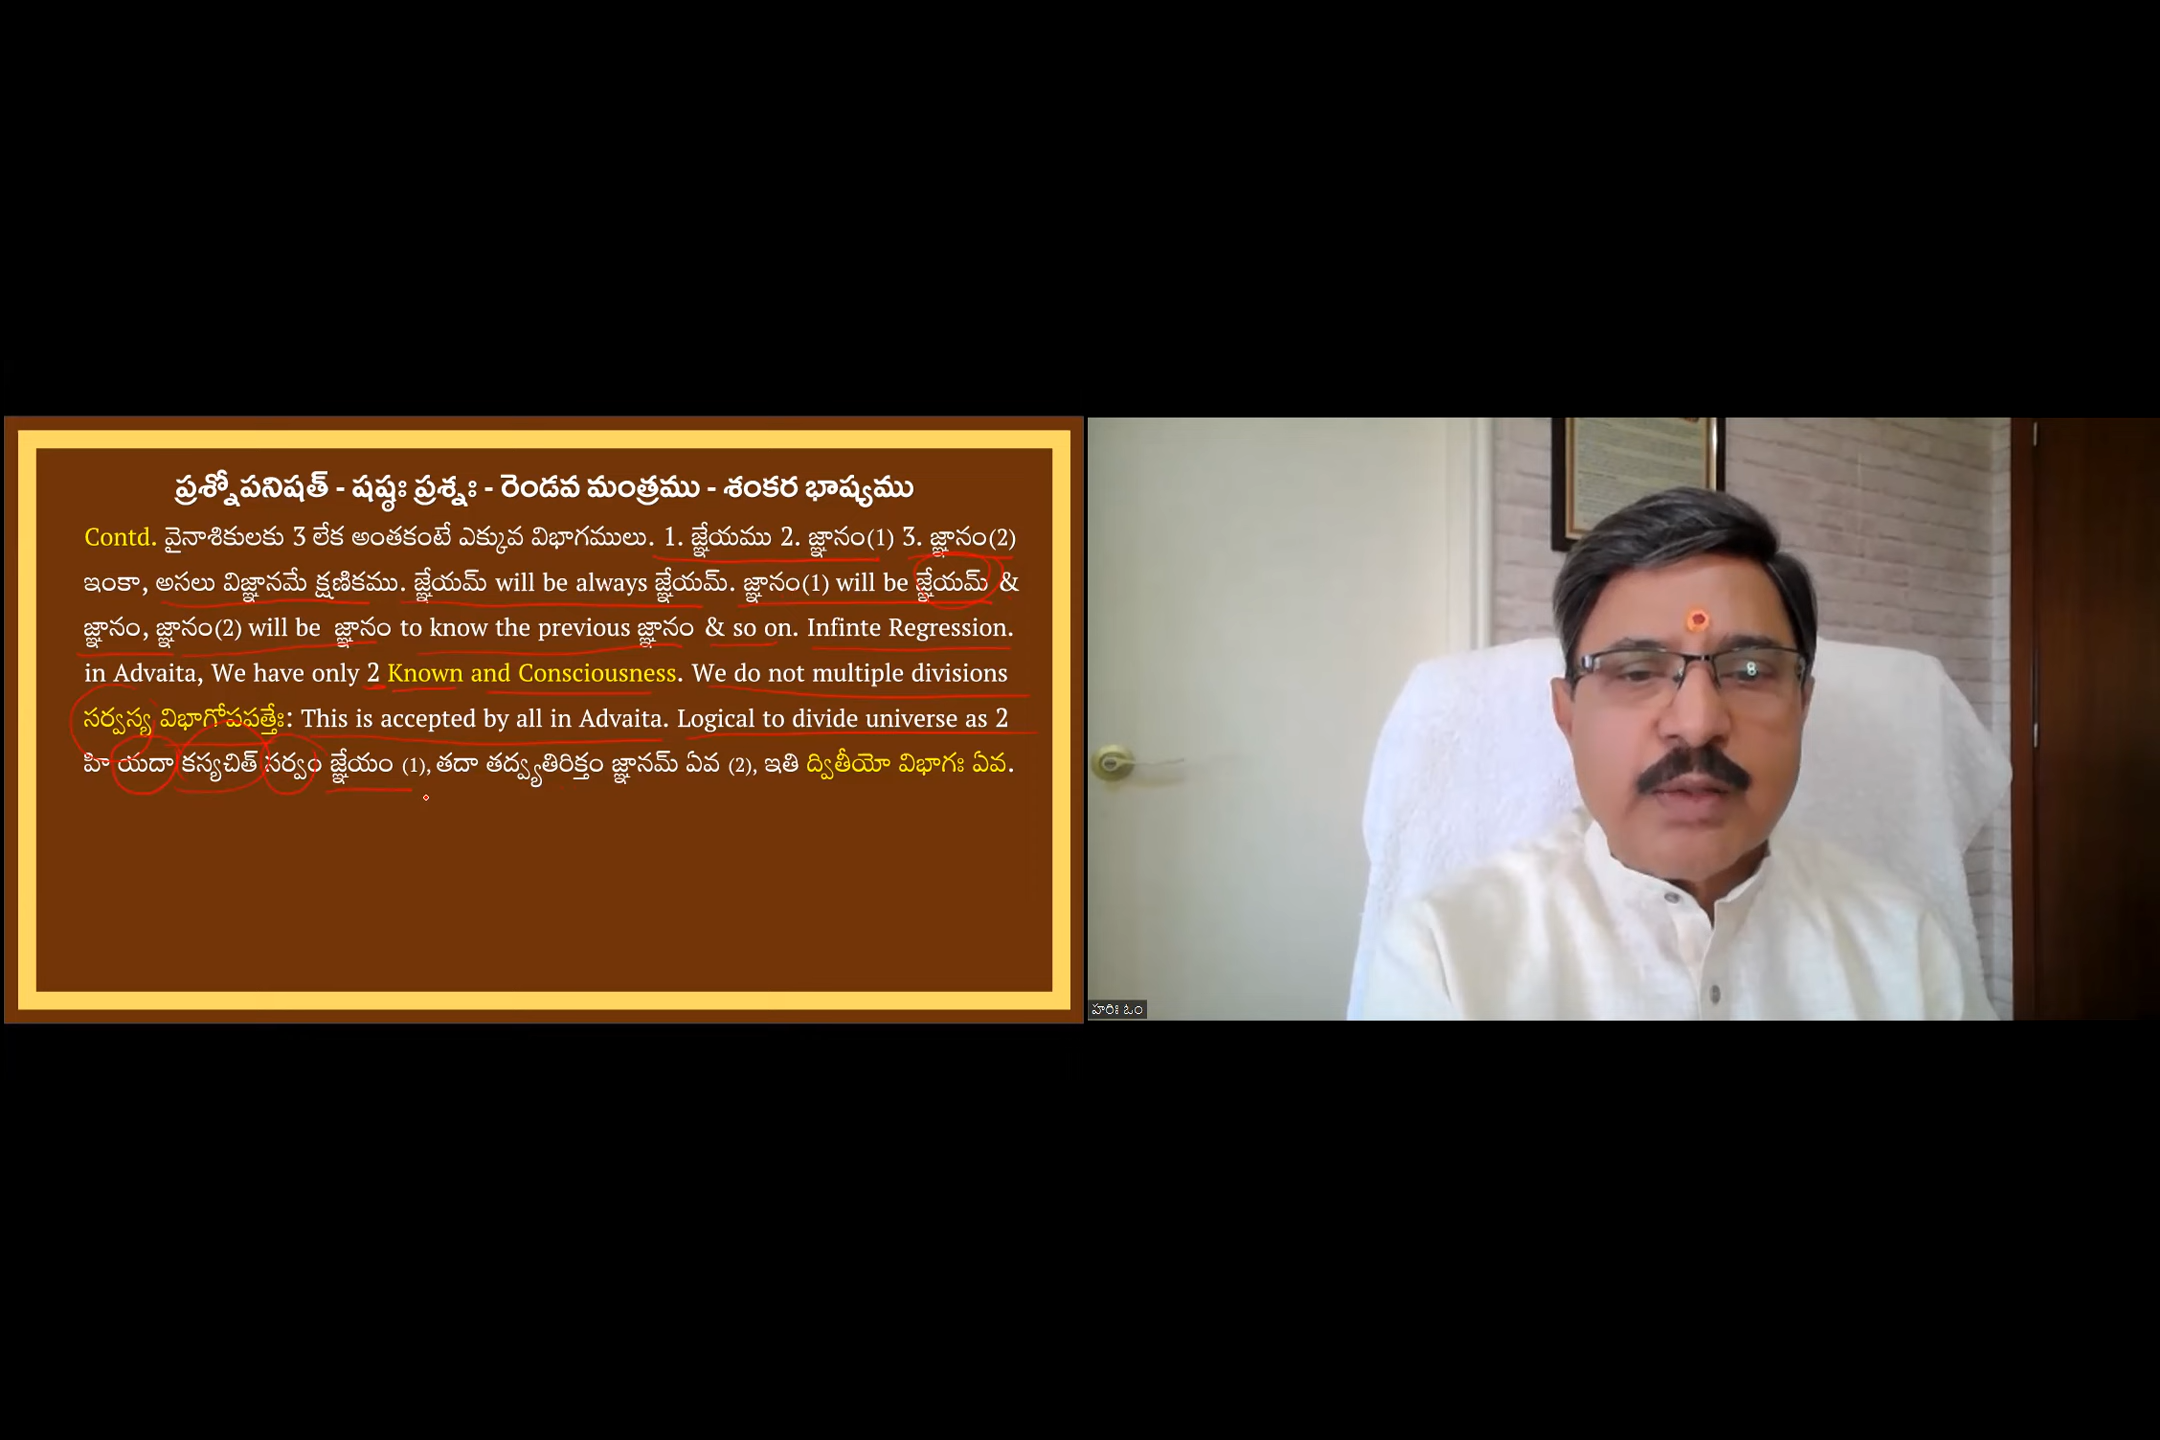 ప్రశ్నోపనిషత్ - షష్ఠః ప్రశ్నః - రెండవ మంత్రము - శంకర భాష్యము
Contd. వైనాశికులకు 3 లేక అంతకంటే ఎక్కువ విభాగములు. 1. జ్ఞేయము 2. జ్ఞానం(1) 3. జ్ఞానం(2)
ఇంకా, అసలు విజ్ఞానమే క్షణికము. జ్ఞేయమ్ will be always జ్ఞేయమ్. జ్ఞానం(1) will be జ్ఞేయమ్ &
జ్ఞానం, జ్ఞానం(2) will be జ్ఞానం to know the previous జ్ఞానం & so on. Infinte Regression.
in Advaita, We have only 2 Known and Consciousness. We do not multiple divisions
సర్వస్య విభాగోపపత్తేః: This is accepted by all in Advaita. Logical to divide universe as 2
హి యదా కస్యచిత్ సర్వం జ్ఞేయం (1), తదా తద్వ్యతిరిక్తం జ్ఞానమ్ ఏవ (2), ఇతి ద్వితీయో విభాగః ఏవ.
హరిః ఓం